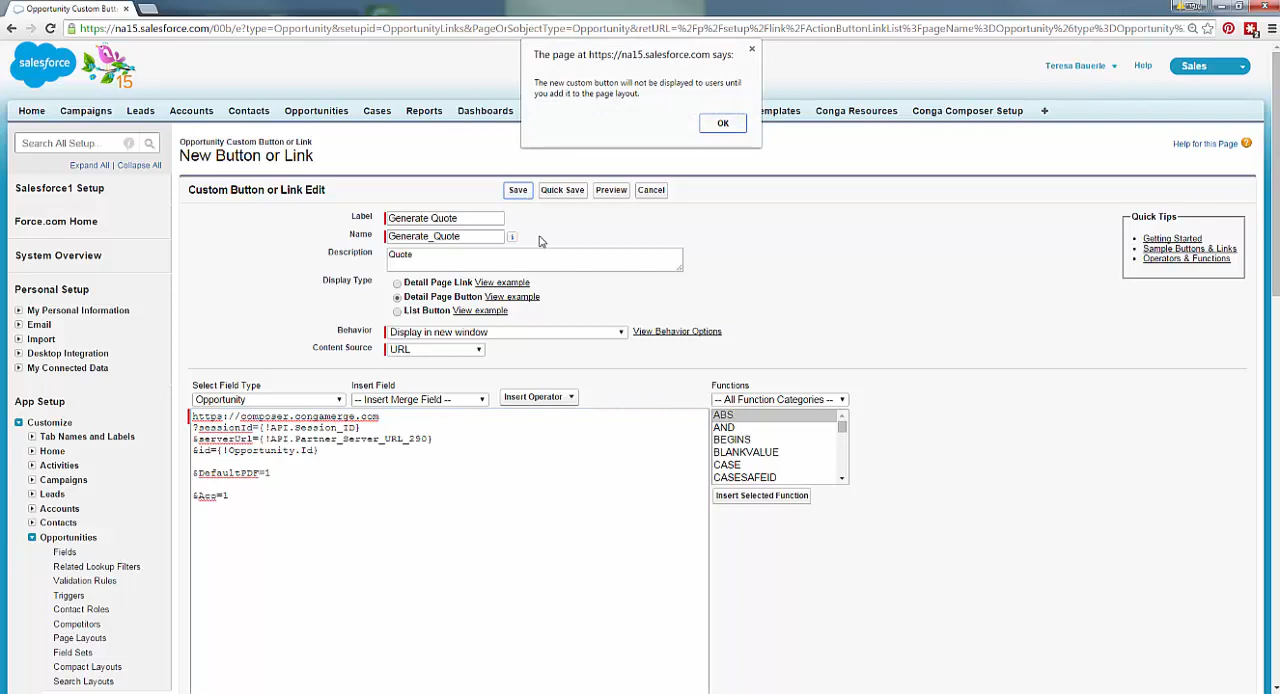 Opportunity Custom Butt ×
https://na15.salesforce.com/00b/e?type=Opportunity&setupid=OpportunityLinks&PageOrSobjectType=Opportunity&retURL=%2Fp%2Fsetup%2Flink%2FActionButtonLinkList%3FpageName%3DOpportunity%26type%3DOpportunity%
salesforce
15
The page at https://na15.salesforce.com says: ×
The new custom button will not be displayed to users until
you add it to the page layout.
OK
Teresa Bauerle Help Sales
Home Campaigns Leads Accounts Contacts Opportunities Cases Reports Dashboards emplates Conga Resources Conga Composer Setup +
Search All Setup...
Expand All | Collapse All
Salesforce1 Setup
Force.com Home
System Overview
Personal Setup
My Personal Information
Email
Import
Desktop Integration
My Connected Data
App Setup
Customize
Tab Names and Labels
Home
Activities
Campaigns
Leads
Accounts
Contacts
Opportunities
Fields
Related Lookup Filters
Validation Rules
Triggers
Contact Roles
Competitors
Page Layouts
Field Sets
Compact Layouts
Search Layouts
Opportunity Custom Button or Link
New Button or Link
Help for this Page ?
Custom Button or Link Edit Save Quick Save Preview Cancel
Label Generate Quote
Name Generate_Quote i
Description Quote
Display Type Detail Page Link View example
Detail Page Button View example
List Button View example
Behavior Display in new window View Behavior Options
Content Source URL
Quick Tips
Getting Started
Sample Buttons & Links
Operators & Functions
Select Field Type Insert Field
Opportunity -- Insert Merge Field -- Insert Operator
https://composer.congamerge.com
?sessionId={!API.Session_ID}
&serverUrl={!API.Partner_Server_URL_290}
&id={!Opportunity.Id}
&DefaultPDF=1
&Aco=1
Functions
-- All Function Categories --
ABS
AND
BEGINS
BLANKVALUE
CASE
CASESAFEID
Insert Selected Function